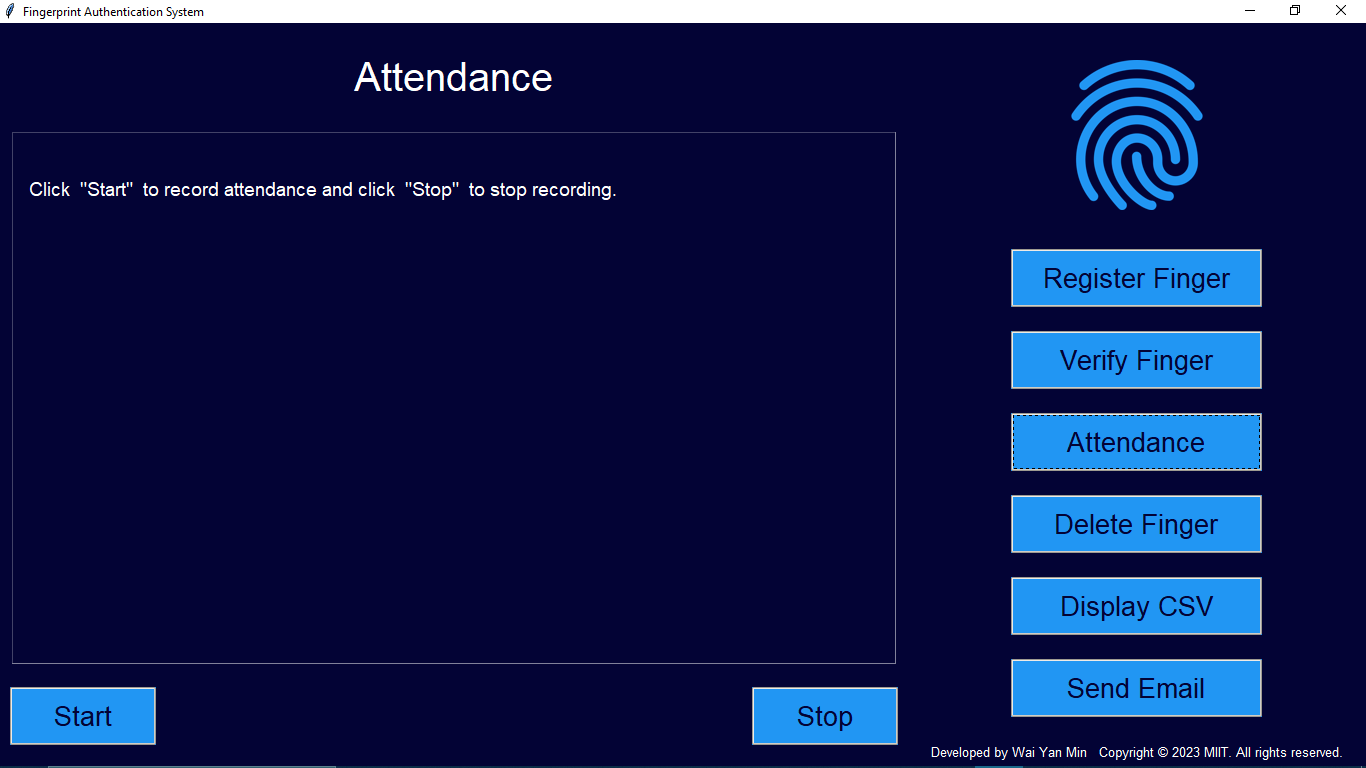 Fingerprint Authentication System
Attendance
Click "Start" to record attendance and click "Stop" to stop recording.
Register Finger
Verify Finger
Attendance
Delete Finger
Display CSV
Send Email
Start
Stop
Developed by Wai Yan Min Copyright © 2023 MIIT. All rights reserved.